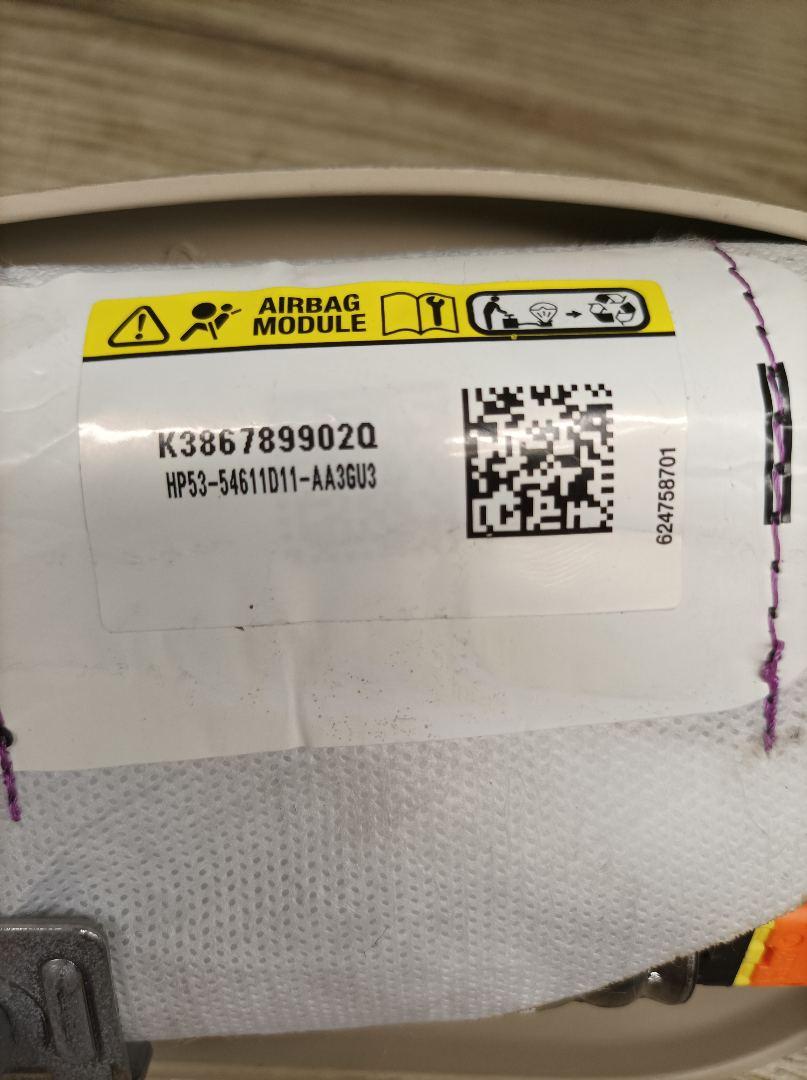 AIRBAG
MODULE
K386789902Q
HP53-54611D11-AA3GU3
624758701